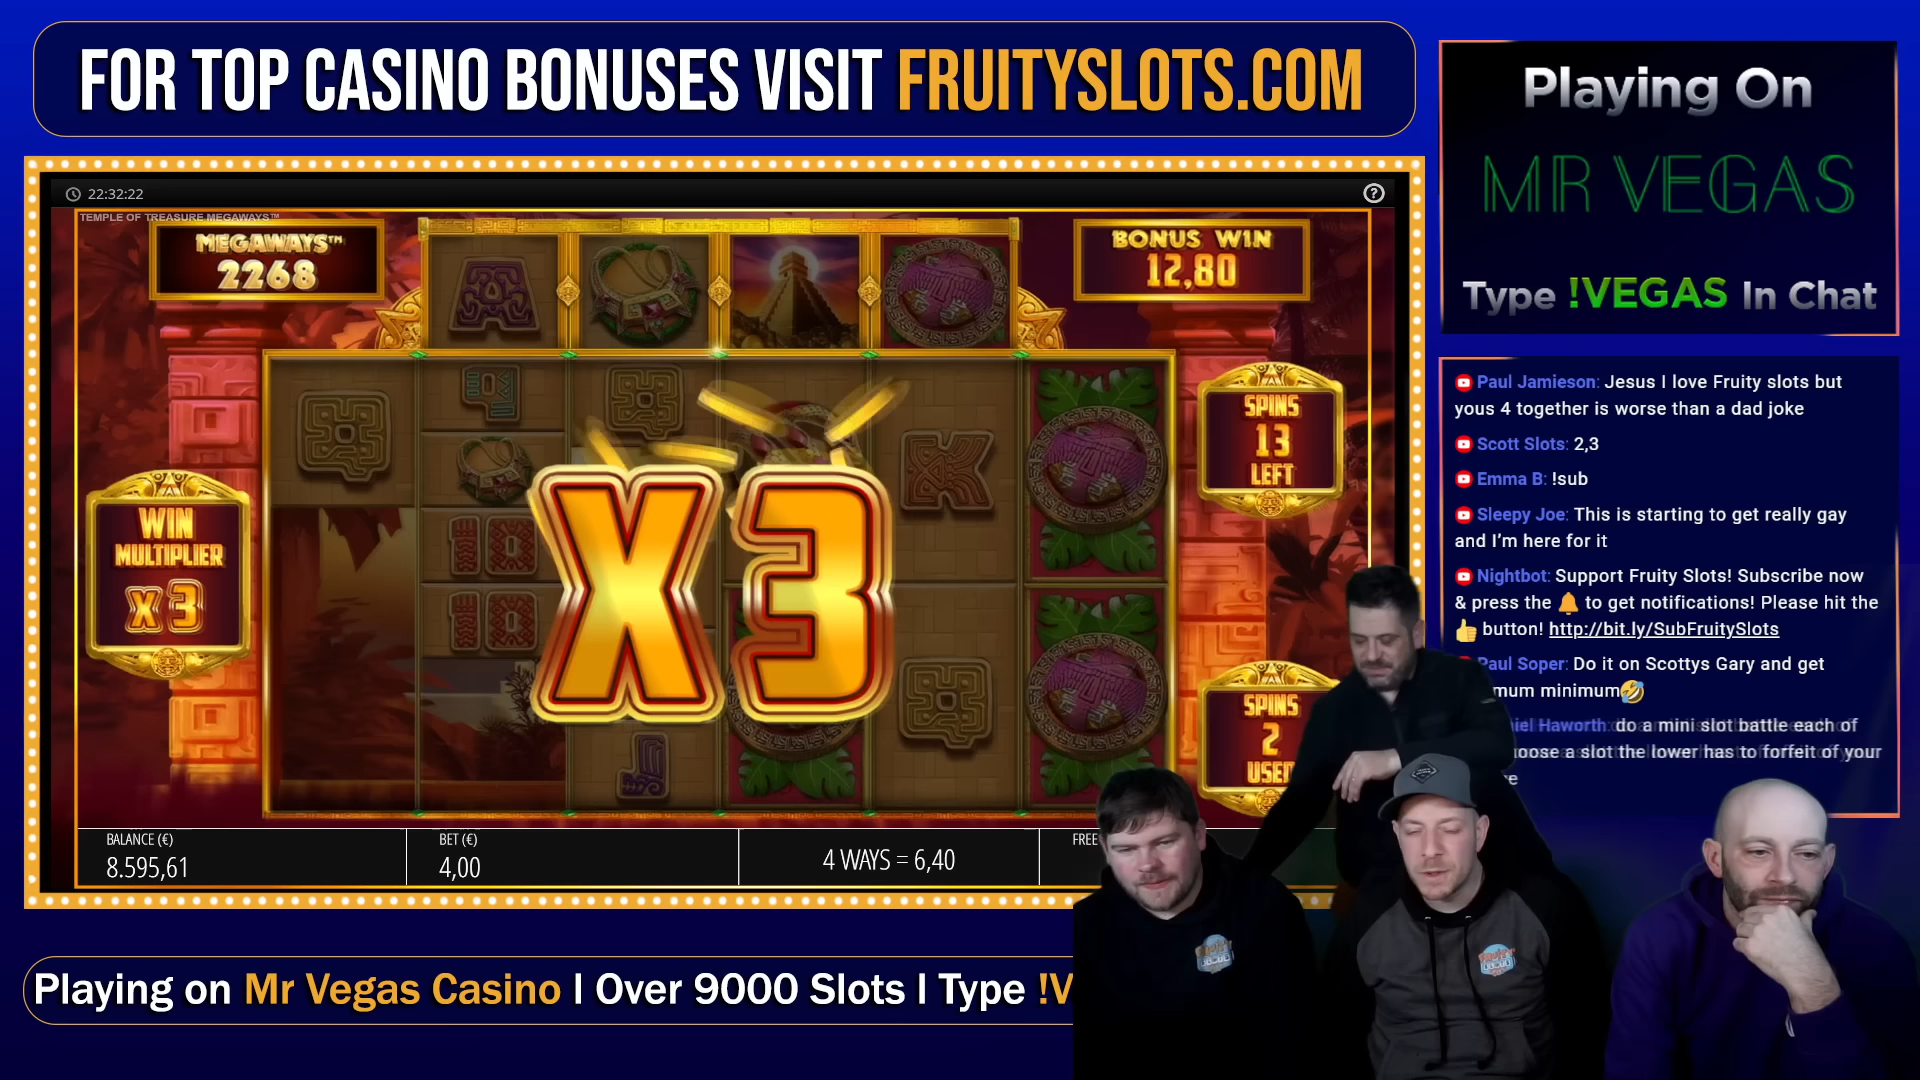 FOR TOP CASINO BONUSES VISIT FRUITYSLOTS.COM
22:32:22
?
TEMPLE OF TREASURE MEGAWAYS™
MEGAWAYS™
2268
BONUS WIN
12,80
SPINS
13
LEFT
WIN
MULTIPLIER
x3
X3
A
Q
Q
Q
K
10
10
Q
J
SPINS
2
USED
BALANCE (€)
8.595,61
BET (€)
4,00
4 WAYS = 6,40
FREE
Playing on Mr Vegas Casino I Over 9000 Slots I Type !V
Playing On
MR VEGAS
Type !VEGAS In Chat
Paul Jamieson: Jesus I love Fruity slots but
yous 4 together is worse than a dad joke
Scott Slots: 2,3
Emma B: !sub
Sleepy Joe: This is starting to get really gay
and I'm here for it
Nightbot: Support Fruity Slots! Subscribe now
& press the 🔔 to get notifications! Please hit the
👍 button! http://bit.ly/SubFruitySlots
Paul Soper: Do it on Scottys Gary and get
mum minimum🤣
iel Haworth: do a mini slot battle each of
oose a slot the lower has to forfeit of your
e